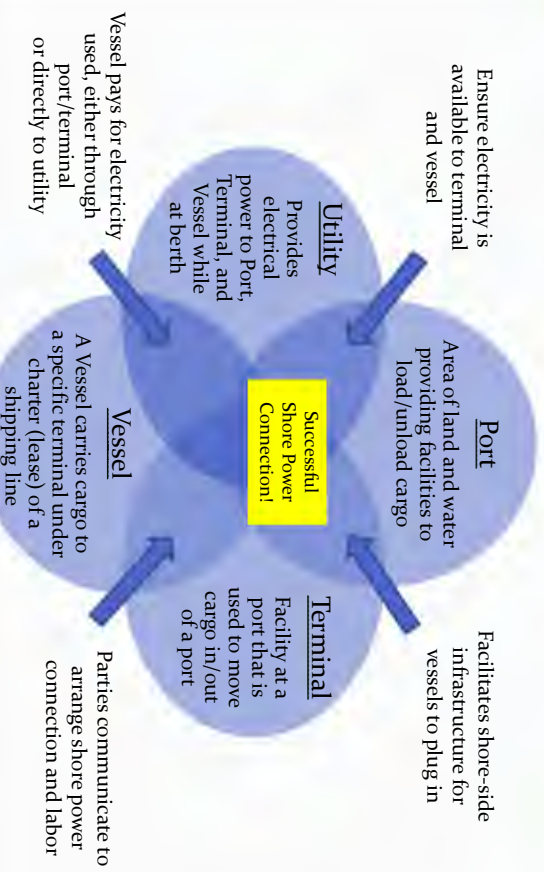 Ensure electricity is
available to terminal
and vessel
Port
Area of land and water
providing facilities to
load/unload cargo
Facilitates shore-side
infrastructure for
vessels to plug in
Utility
Provides
electrical
power to Port,
Terminal, and
Vessel while
at berth
Successful
Shore Power
Connection!
Terminal
Facility at a
port that is
used to move
cargo in/out
of a port
Vessel pays for electricity
used, either through
port/terminal
or directly to utility
Vessel
A Vessel carries cargo to
a specific terminal under
charter (lease) of a
shipping line
Parties communicate to
arrange shore power
connection and labor